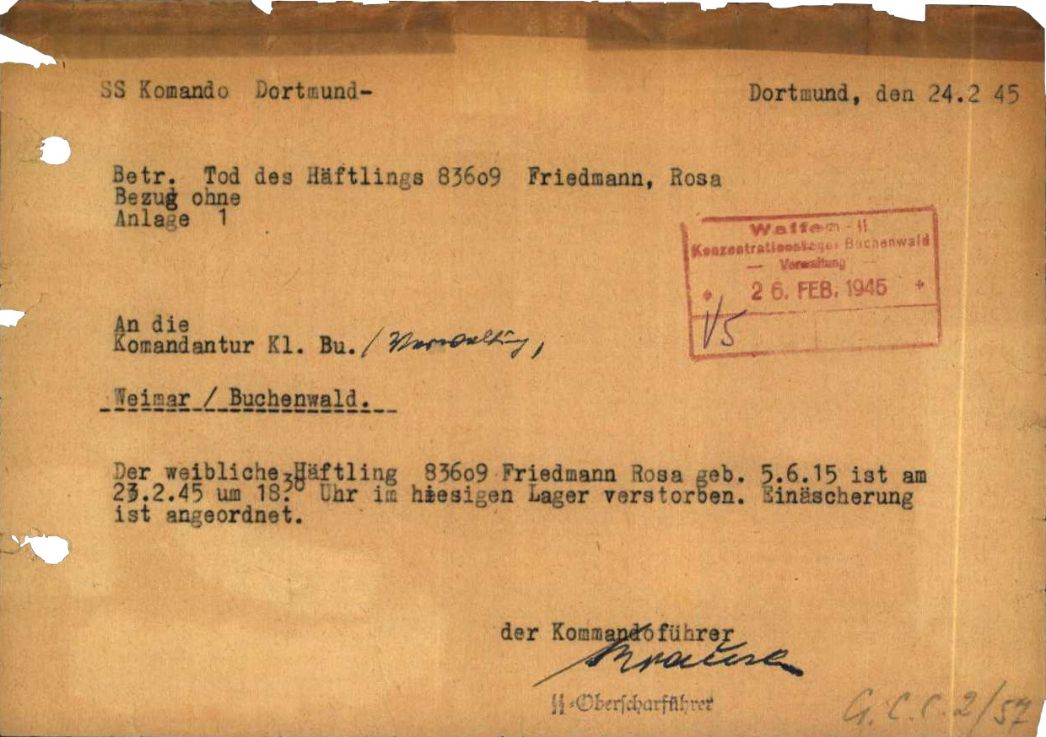 SS Komando Dortmund-
Dortmund, den 24.2 45
Betr. Tod des Häftlings 83609 Friedmann, Rosa
Bezug ohne
Anlage 1
Waffen-SS
Konzentrationslager Buchenwald
— Verwaltung —
26. FEB. 1945
V5
An die
Komandantur Kl. Bu. / Verwaltung,
Weimar / Buchenwald.
Der weibliche Häftling 83609 Friedmann Rosa geb. 5.6.15 ist am
23.2.45 um 18.30 Uhr im hiesigen Lager verstorben. Einäscherung
ist angeordnet.
der Kommandoführer
SS-Oberscharführer
G.C.C. 2/57